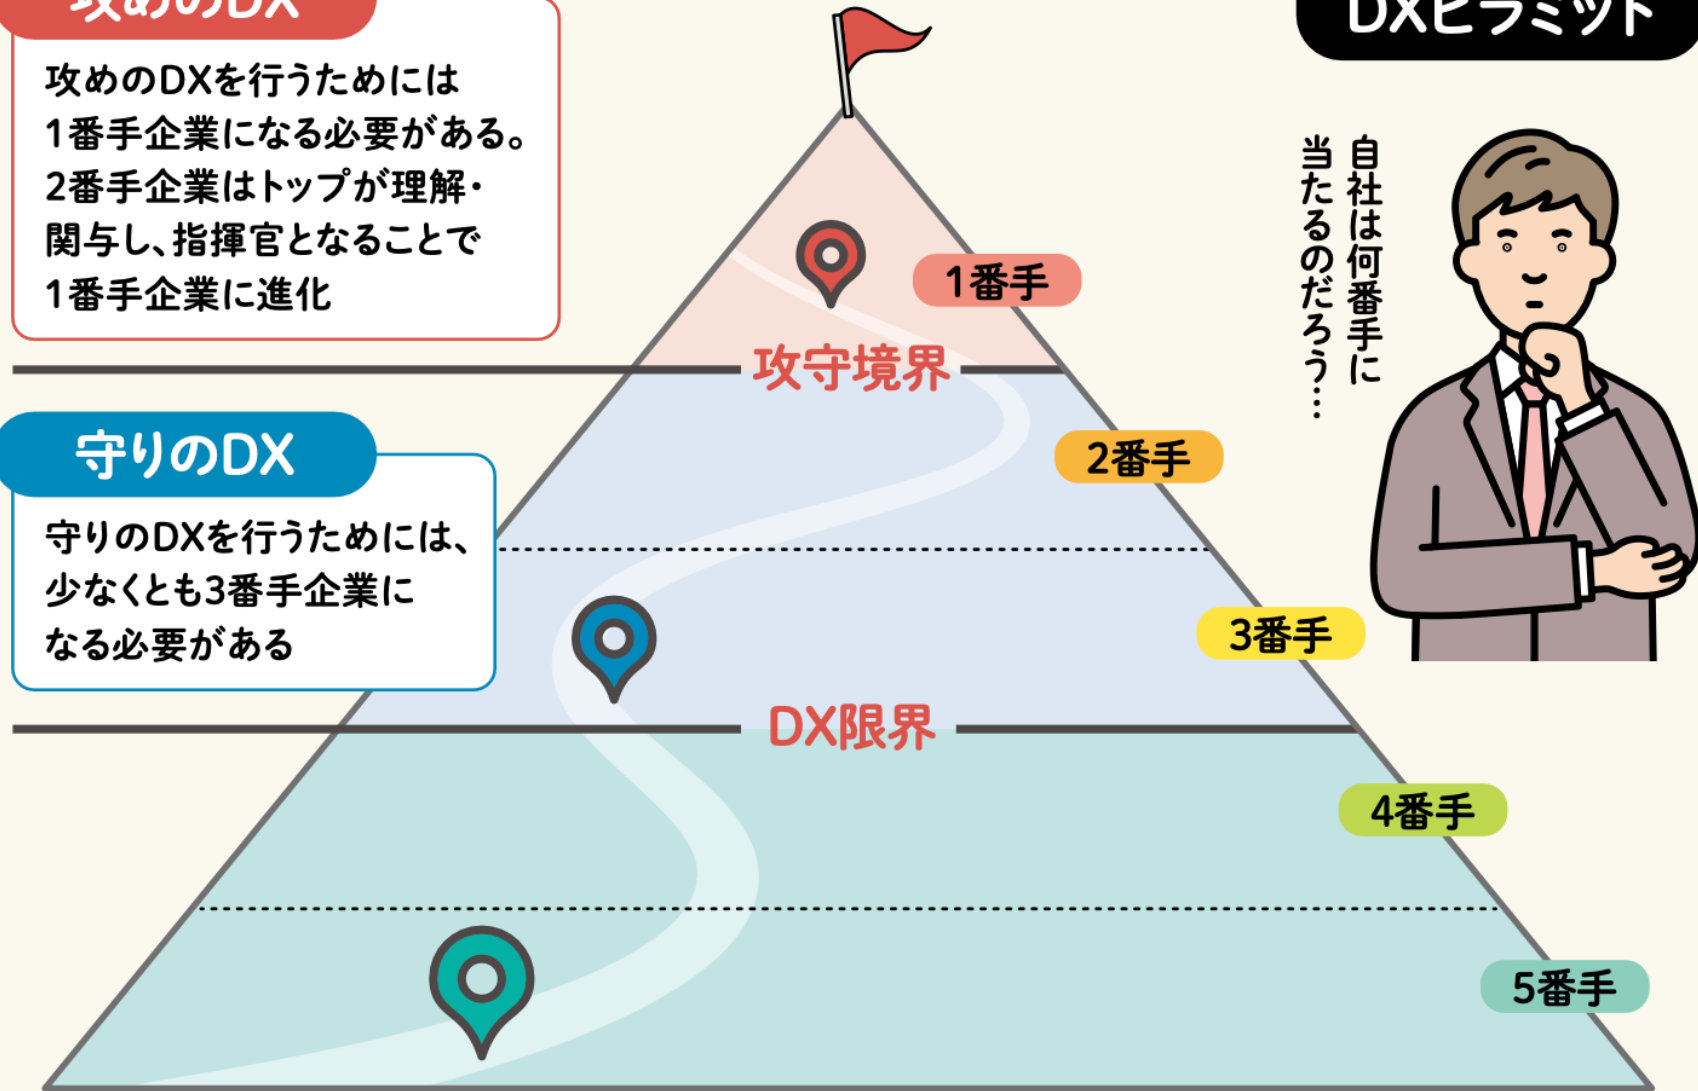 攻めのDX
攻めのDXを行うためには
1番手企業になる必要がある。
2番手企業はトップが理解・
関与し、指揮官となることで
1番手企業に進化
DXピラミッド
自社は何番手に
当たるのだろう…
1番手
攻守境界
2番手
守りのDX
守りのDXを行うためには、
少なくとも3番手企業に
なる必要がある
3番手
DX限界
4番手
5番手